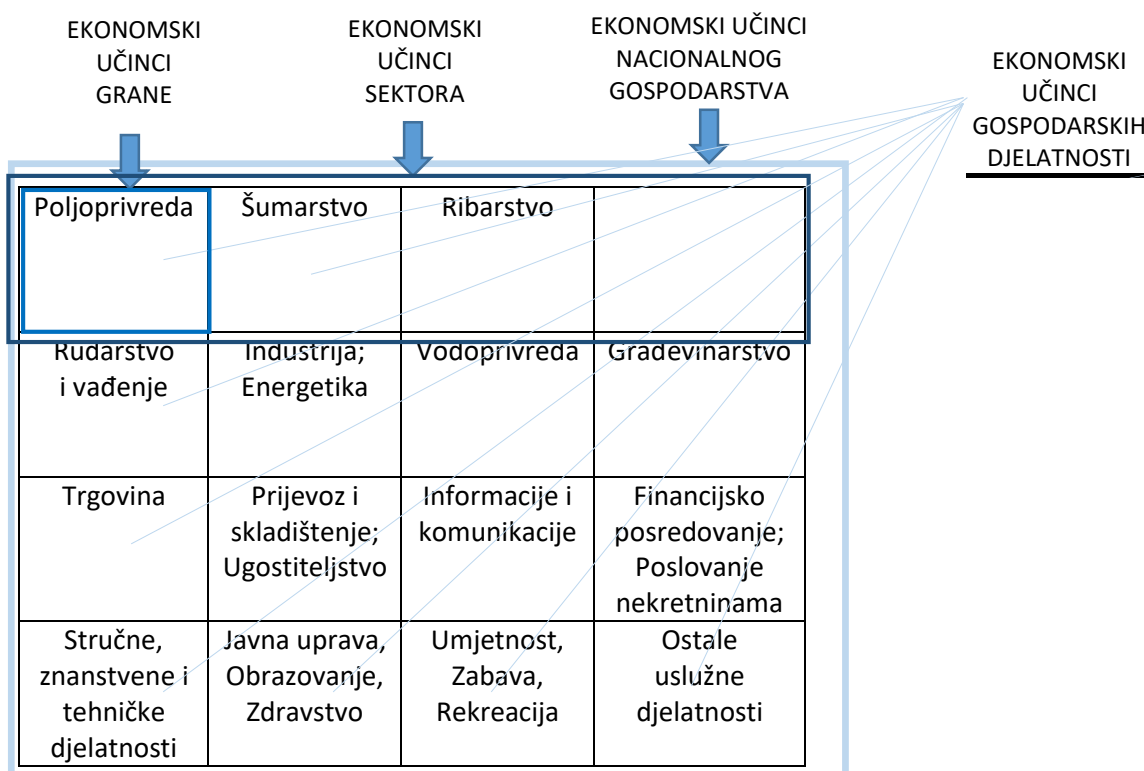 EKONOMSKI
UČINCI
GRANE
EKONOMSKI
UČINCI
SEKTORA
EKONOMSKI UČINCI
NACIONALNOG
GOSPODARSTVA
EKONOMSKI
UČINCI
GOSPODARSKIH
DJELATNOSTI
Poljoprivreda
Šumarstvo
Ribarstvo
Rudarstvo
i vađenje
Industrija;
Energetika
Vodoprivreda
Građevinarstvo
Trgovina
Prijevoz i
skladištenje;
Ugostiteljstvo
Informacije i
komunikacije
Financijsko
posredovanje;
Poslovanje
nekretninama
Stručne,
znanstvene i
tehničke
djelatnosti
Javna uprava,
Obrazovanje,
Zdravstvo
Umjetnost,
Zabava,
Rekreacija
Ostale
uslužne
djelatnosti